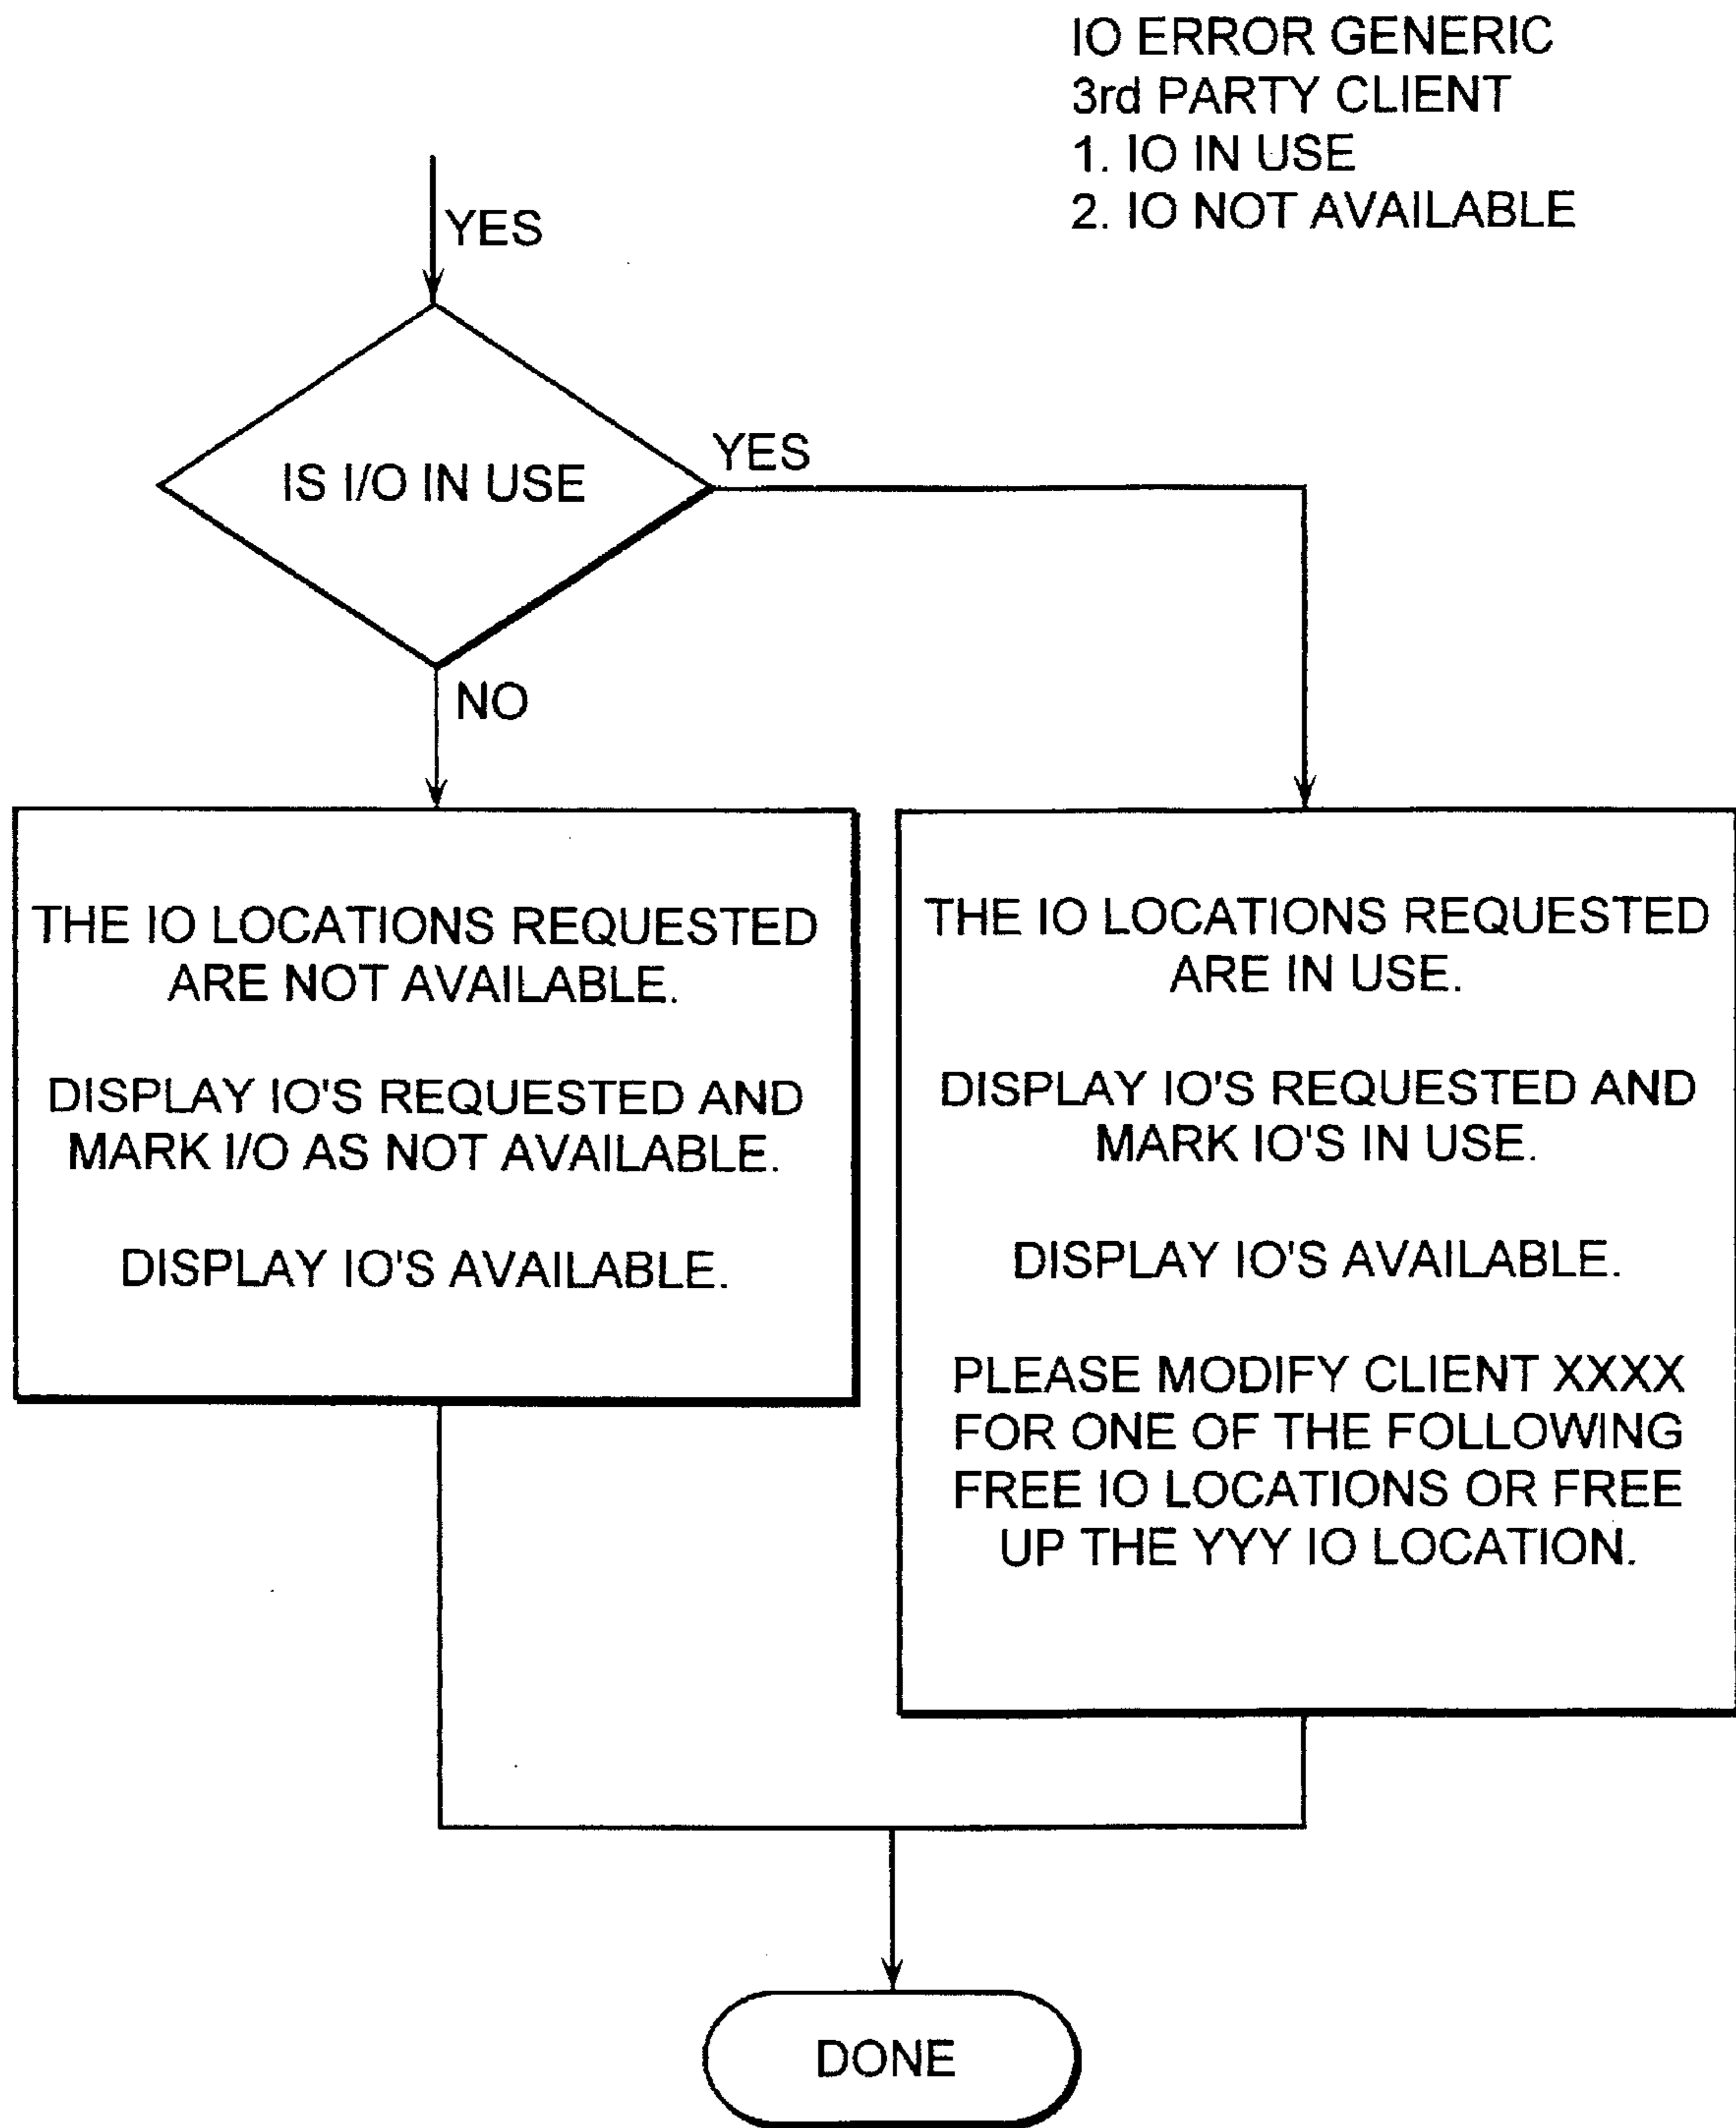 IO ERROR GENERIC
3rd PARTY CLIENT
1. IO IN USE
2. IO NOT AVAILABLE
YES
IS I/O IN USE
YES
NO
THE IO LOCATIONS REQUESTED
ARE NOT AVAILABLE.
DISPLAY IO'S REQUESTED AND
MARK I/O AS NOT AVAILABLE.
DISPLAY IO'S AVAILABLE.
THE IO LOCATIONS REQUESTED
ARE IN USE.
DISPLAY IO'S REQUESTED AND
MARK IO'S IN USE.
DISPLAY IO'S AVAILABLE.
PLEASE MODIFY CLIENT XXXX
FOR ONE OF THE FOLLOWING
FREE IO LOCATIONS OR FREE
UP THE YYY IO LOCATION.
DONE